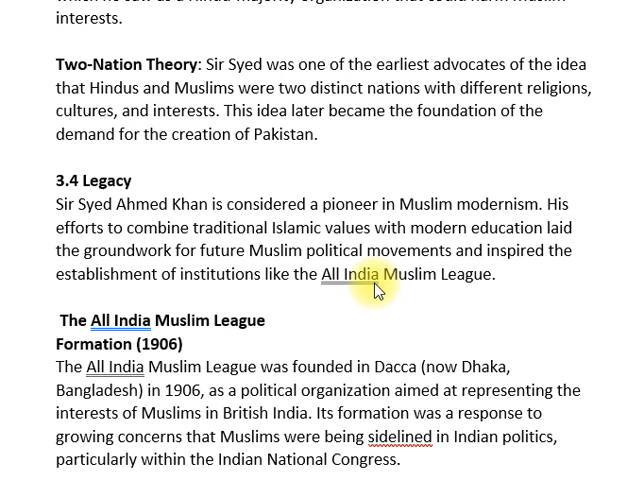 interests.
Two-Nation Theory: Sir Syed was one of the earliest advocates of the idea
that Hindus and Muslims were two distinct nations with different religions,
cultures, and interests. This idea later became the foundation of the
demand for the creation of Pakistan.
3.4 Legacy
Sir Syed Ahmed Khan is considered a pioneer in Muslim modernism. His
efforts to combine traditional Islamic values with modern education laid
the groundwork for future Muslim political movements and inspired the
establishment of institutions like the All India Muslim League.
The All India Muslim League
Formation (1906)
The All India Muslim League was founded in Dacca (now Dhaka,
Bangladesh) in 1906, as a political organization aimed at representing the
interests of Muslims in British India. Its formation was a response to
growing concerns that Muslims were being sidelined in Indian politics,
particularly within the Indian National Congress.